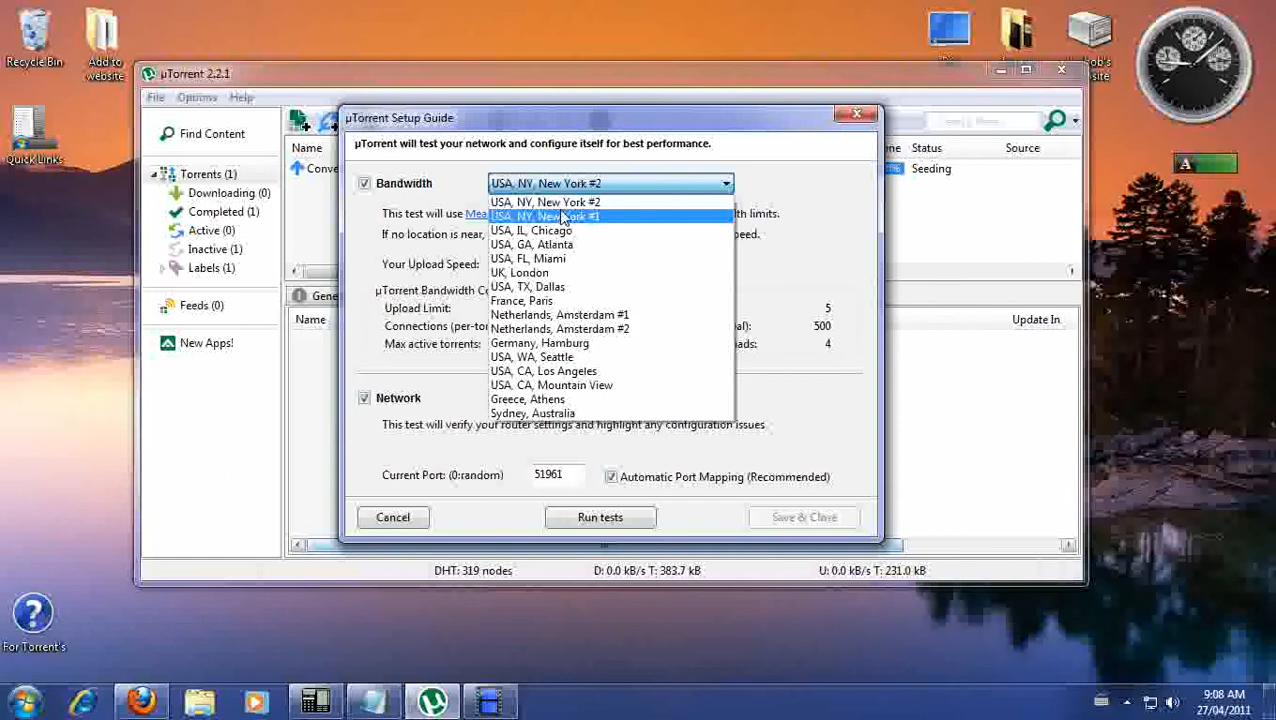 Recycle Bin
Add to website
Quick Links
µTorrent 2.2.1
File Options Help
Find Content
Torrents (1)
Downloading (0)
Completed (1)
Active (0)
Inactive (1)
Labels (1)
Feeds (0)
New Apps!
Name
Status
Source
Seeding
Name
Update In
µTorrent Setup Guide
µTorrent will test your network and configure itself for best performance.
Bandwidth
USA, NY, New York #2
USA, NY, New York #2
USA, NY, New York #1
USA, IL, Chicago
USA, GA, Atlanta
USA, FL, Miami
UK, London
USA, TX, Dallas
France, Paris
Netherlands, Amsterdam #1
Netherlands, Amsterdam #2
Germany, Hamburg
USA, WA, Seattle
USA, CA, Los Angeles
USA, CA, Mountain View
Greece, Athens
Sydney, Australia
This test will use
If no location is near,
Your Upload Speed:
µTorrent Bandwidth
Upload Limit: 5
Connections 500
Max active torrents: 4
Network
This test will verify your router settings and highlight any configuration issues
Current Port: (0:random) 51961 Automatic Port Mapping (Recommended)
Cancel Run tests Save & Close
DHT: 319 nodes D: 0.0 kB/s T: 383.7 kB U: 0.0 kB/s T: 231.0 kB
A
For Torrent's
9:08 AM
27/04/2011